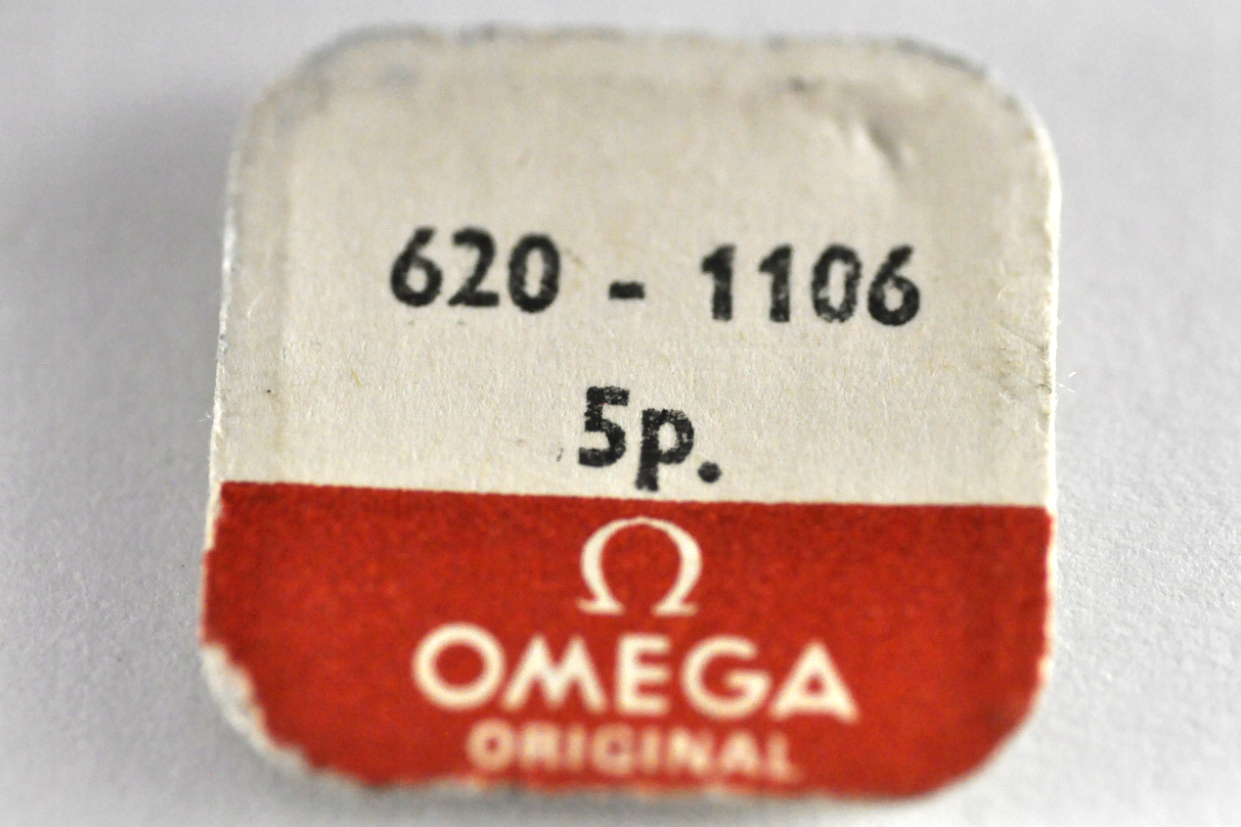 620 - 1106
5p.
Ω
OMEGA
ORIGINAL